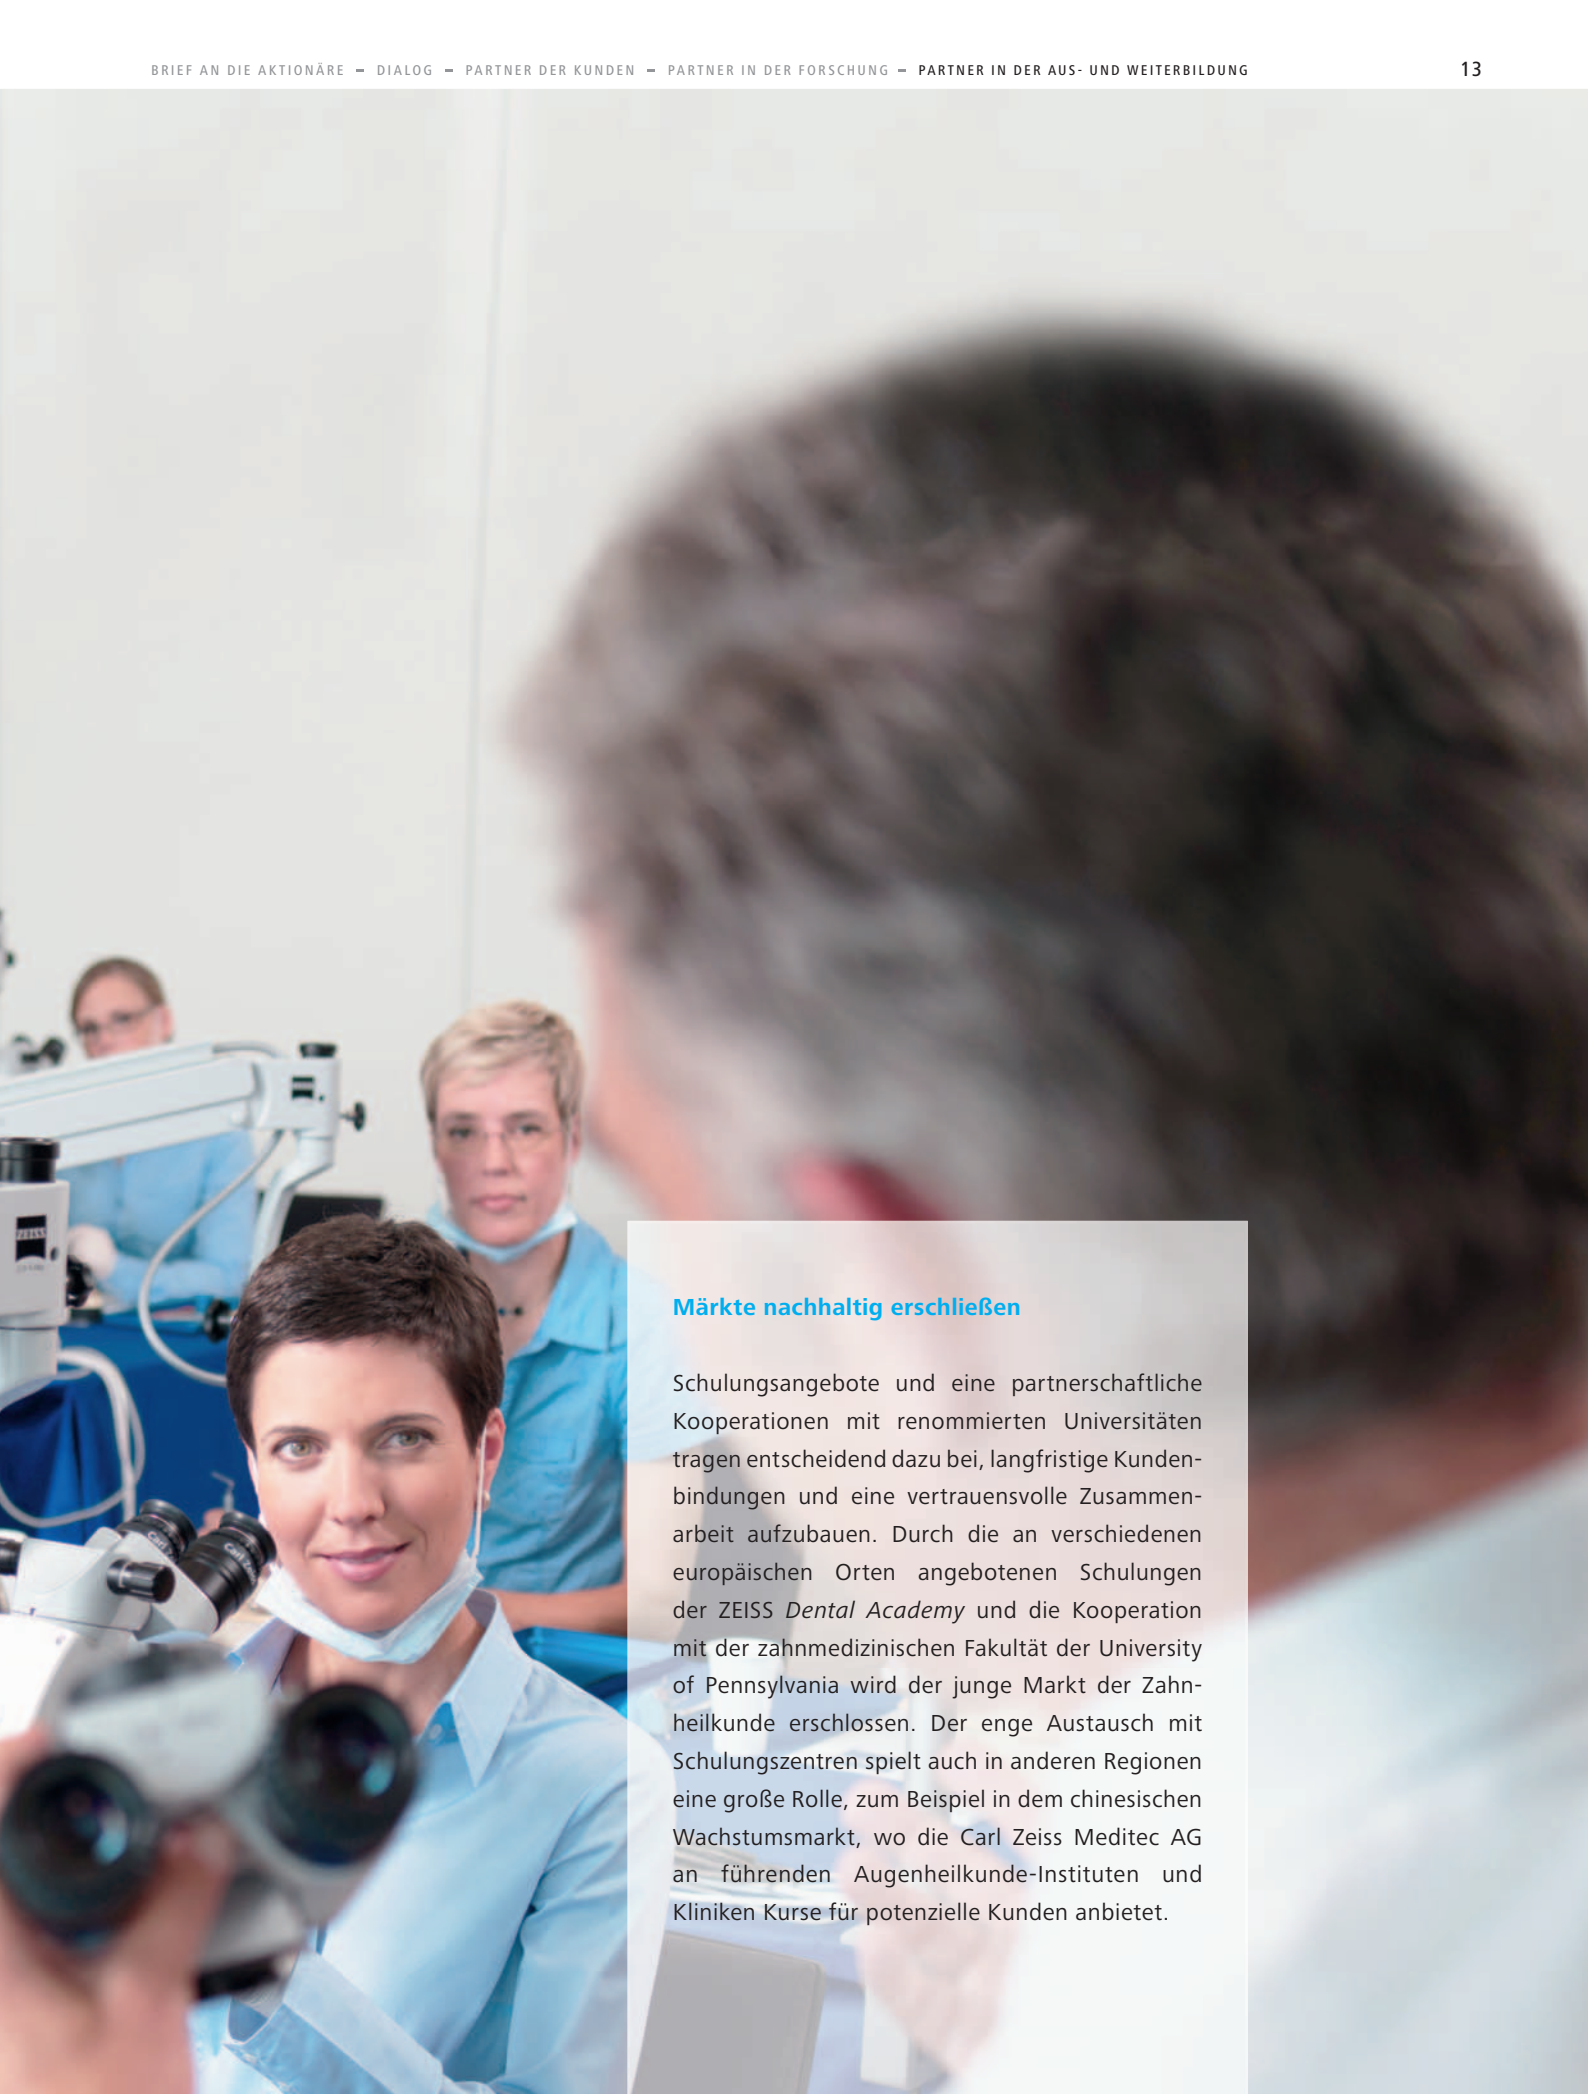 BRIEF AN DIE AKTIONÄRE – DIALOG – PARTNER DER KUNDEN – PARTNER IN DER FORSCHUNG – PARTNER IN DER AUS- UND WEITERBILDUNG 13
ZEISS
Carl Zeiss
Märkte nachhaltig erschließen
Schulungsangebote und eine partnerschaftliche
Kooperationen mit renommierten Universitäten
tragen entscheidend dazu bei, langfristige Kunden-
bindungen und eine vertrauensvolle Zusammen-
arbeit aufzubauen. Durch die an verschiedenen
europäischen Orten angebotenen Schulungen
der ZEISS Dental Academy und die Kooperation
mit der zahnmedizinischen Fakultät der University
of Pennsylvania wird der junge Markt der Zahn-
heilkunde erschlossen. Der enge Austausch mit
Schulungszentren spielt auch in anderen Regionen
eine große Rolle, zum Beispiel in dem chinesischen
Wachstumsmarkt, wo die Carl Zeiss Meditec AG
an führenden Augenheilkunde-Instituten und
Kliniken Kurse für potenzielle Kunden anbietet.